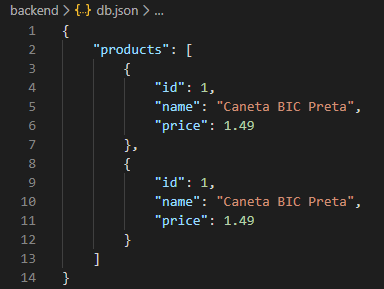 backend > {..} db.json > ...
1 {
2 "products": [
3 {
4 "id": 1,
5 "name": "Caneta BIC Preta",
6 "price": 1.49
7 },
8 {
9 "id": 1,
10 "name": "Caneta BIC Preta",
11 "price": 1.49
12 }
13 ]
14 }